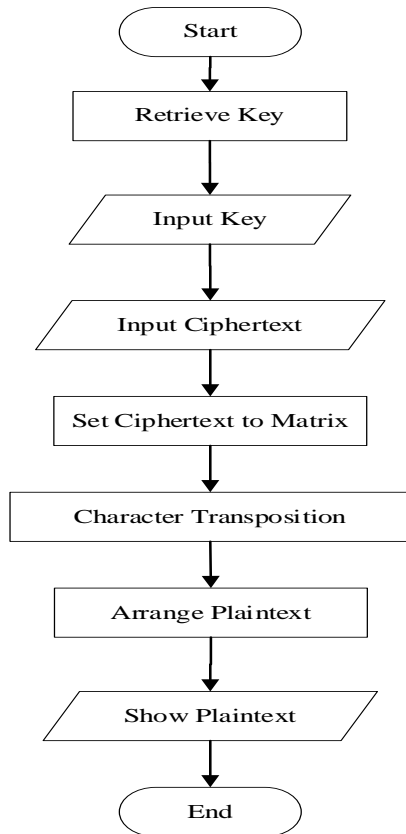 Start
Retrieve Key
Input Key
Input Ciphertext
Set Ciphertext to Matrix
Character Transposition
Arrange Plaintext
Show Plaintext
End